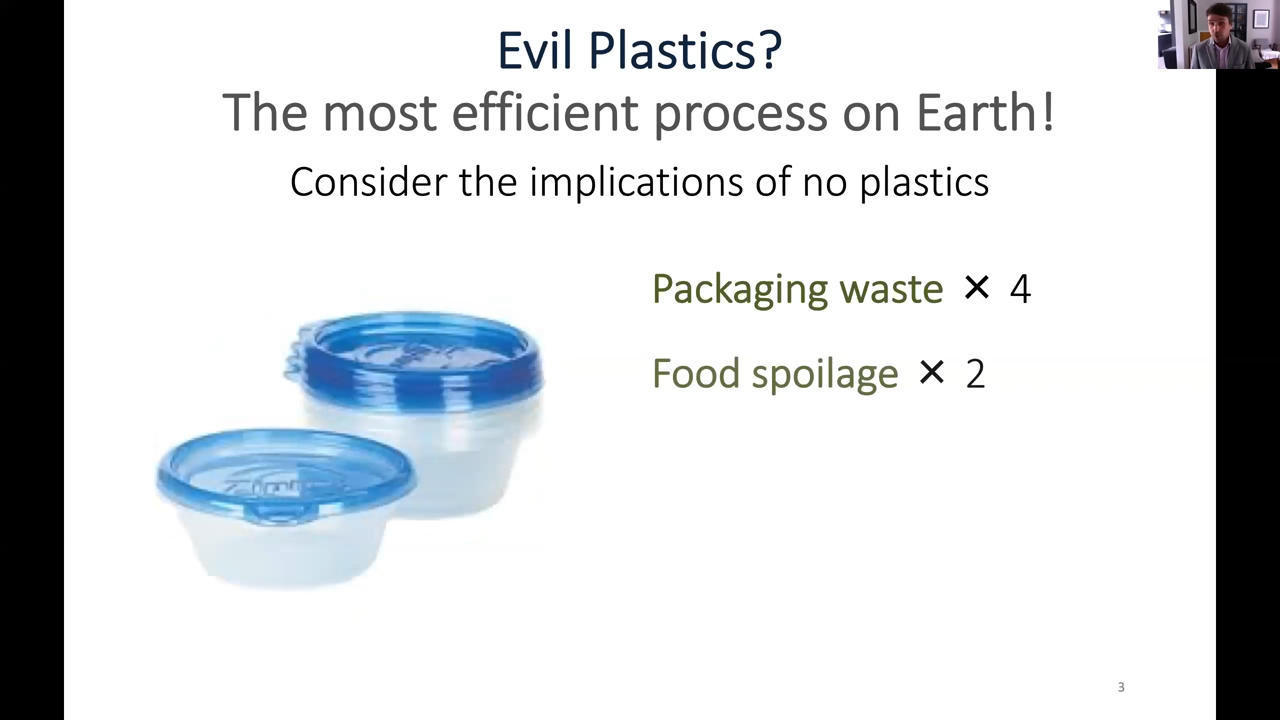 Evil Plastics?
The most efficient process on Earth!
Consider the implications of no plastics
Packaging waste × 4
Food spoilage × 2
3